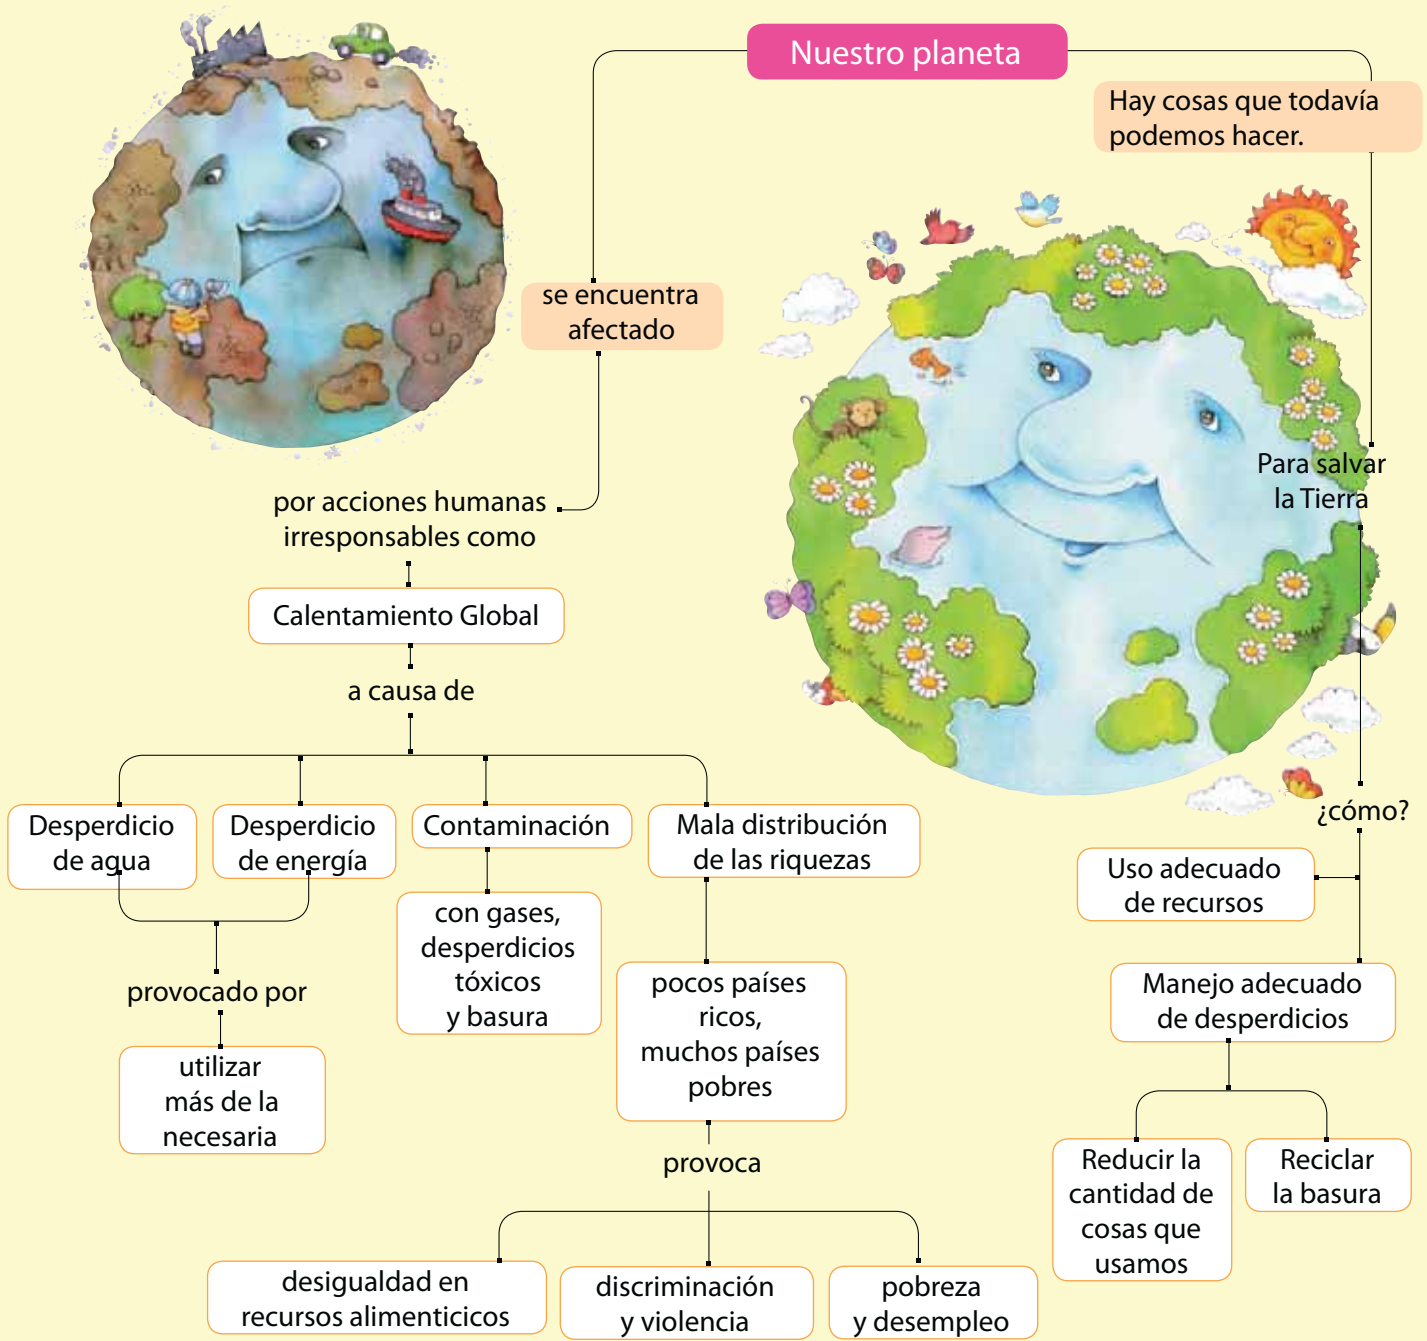 Nuestro planeta
Hay cosas que todavía
podemos hacer.
se encuentra
afectado
Para salvar
la Tierra
por acciones humanas
irresponsables como
Calentamiento Global
a causa de
Desperdicio
de agua
Desperdicio
de energía
Contaminación
Mala distribución
de las riquezas
¿cómo?
Uso adecuado
de recursos
con gases,
desperdicios
tóxicos
y basura
provocado por
pocos países
ricos,
muchos países
pobres
Manejo adecuado
de desperdicios
utilizar
más de la
necesaria
provoca
Reducir la
cantidad de
cosas que
usamos
Reciclar
la basura
desigualdad en
recursos alimenticicos
discriminación
y violencia
pobreza
y desempleo